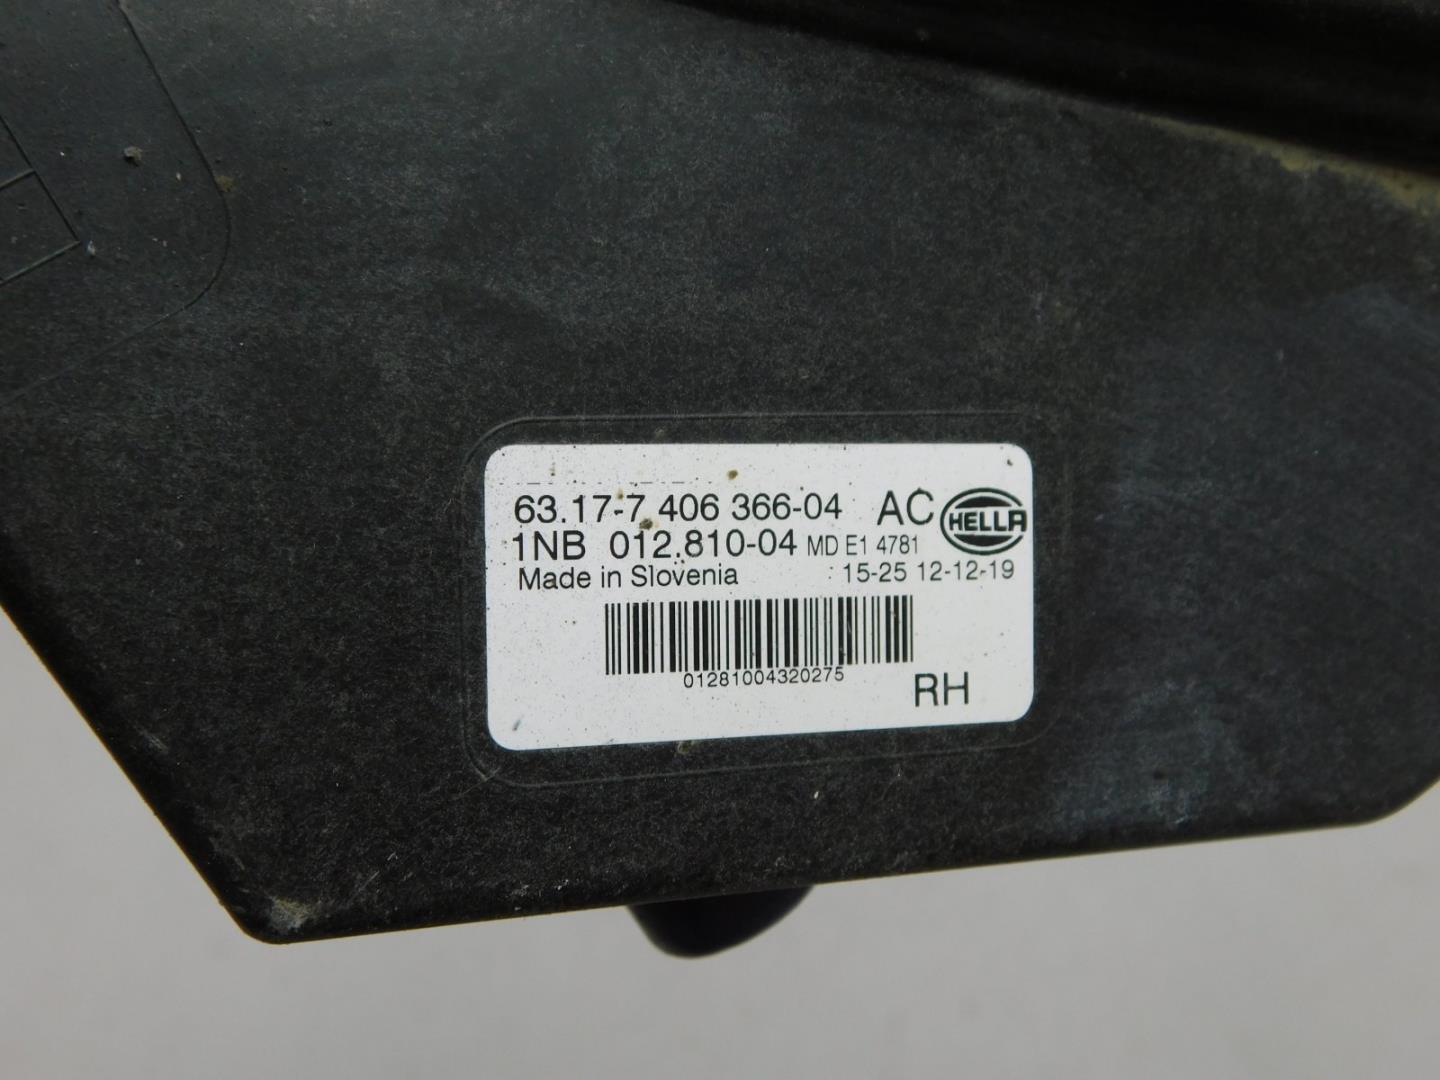 63.17-7 406 366-04 AC HELLA
1NB 012.810-04 MD E1 4781
Made in Slovenia 15-25 12-12-19
01281004320275
RH